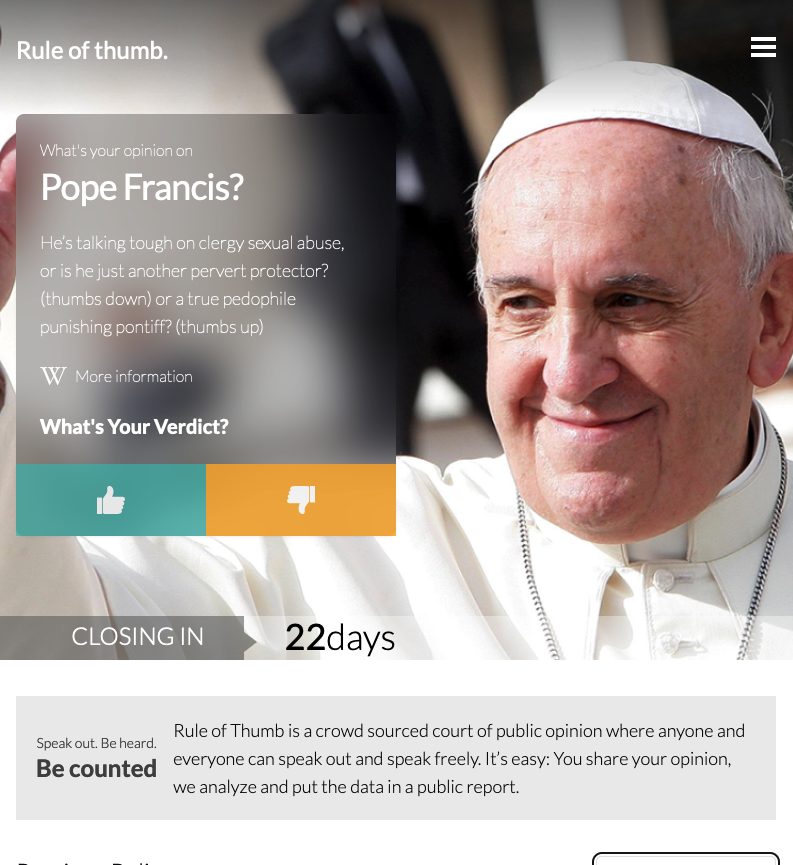 Rule of thumb.
What's your opinion on
Pope Francis?
He's talking tough on clergy sexual abuse,
or is he just another pervert protector?
(thumbs down) or a true pedophile
punishing pontiff? (thumbs up)
W More information
What's Your Verdict?
CLOSING IN
22days
Speak out. Be heard.
Be counted
Rule of Thumb is a crowd sourced court of public opinion where anyone and
everyone can speak out and speak freely. It’s easy: You share your opinion,
we analyze and put the data in a public report.